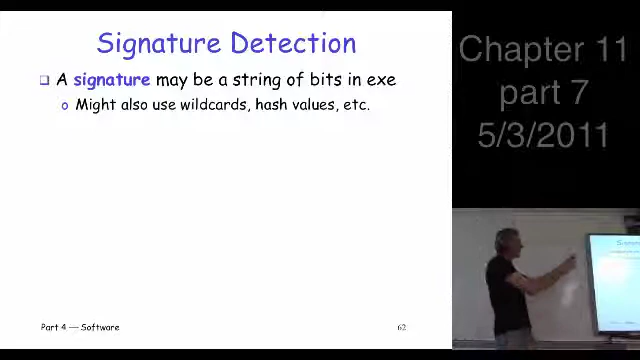 Signature Detection
A signature may be a string of bits in exe
Might also use wildcards, hash values, etc.
Part 4 — Software
62
Chapter 11
part 7
5/3/2011